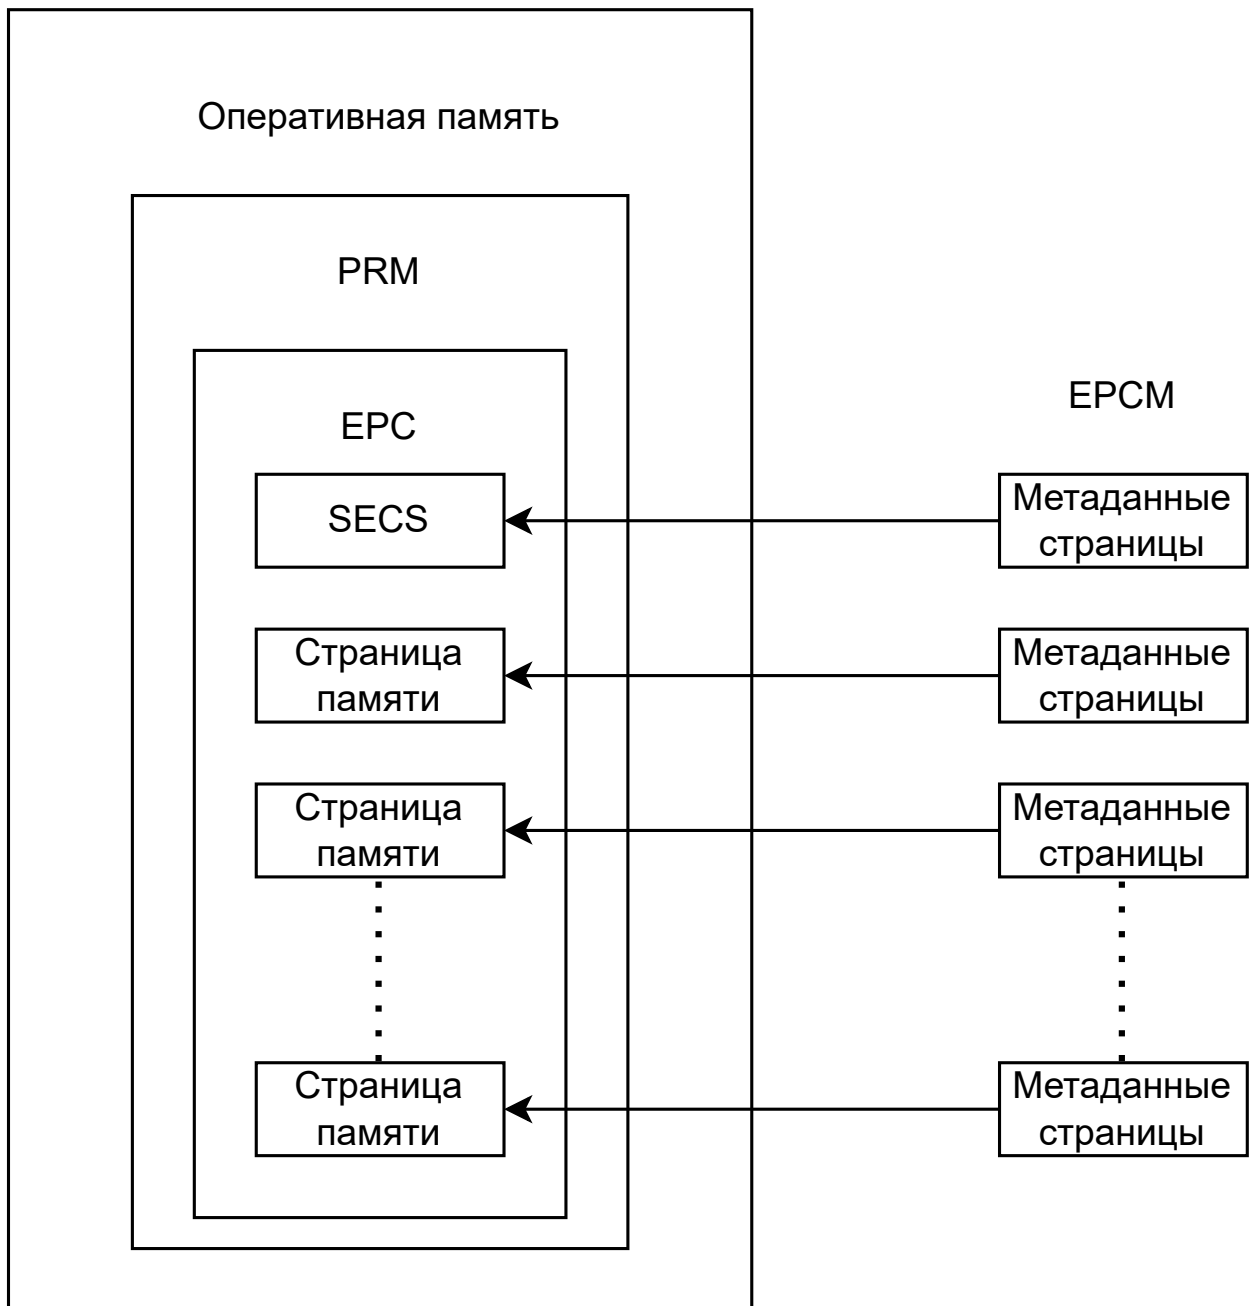 Оперативная память
PRM
EPC
EPCM
SECS
Метаданные
страницы
Страница
памяти
Метаданные
страницы
Страница
памяти
Метаданные
страницы
Страница
памяти
Метаданные
страницы